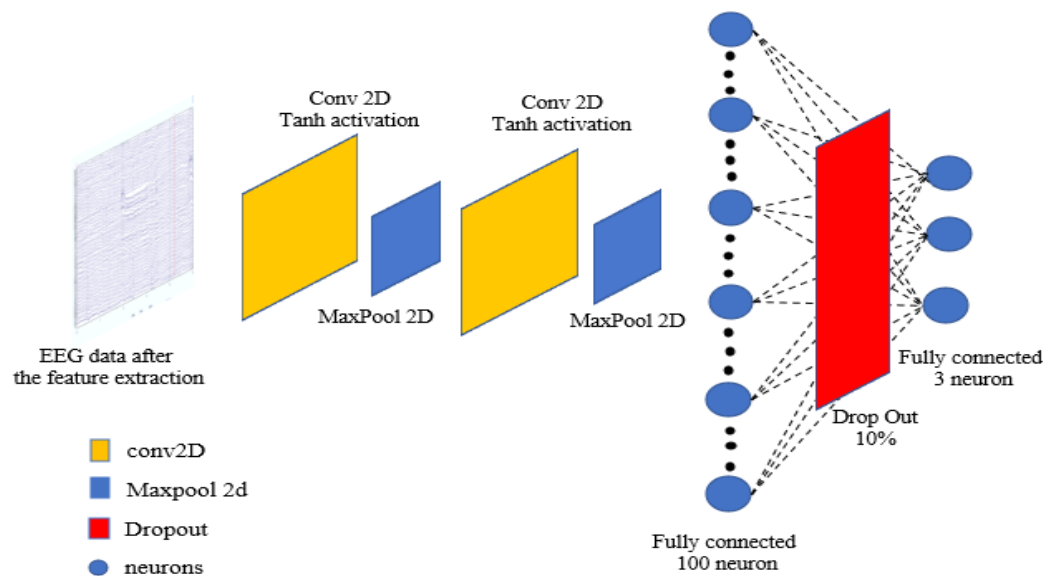 Conv 2D
Tanh activation
Conv 2D
Tanh activation
MaxPool 2D
MaxPool 2D
EEG data after
the feature extraction
Fully connected
3 neuron
Drop Out
10%
Fully connected
100 neuron
conv2D
Maxpool 2d
Dropout
neurons